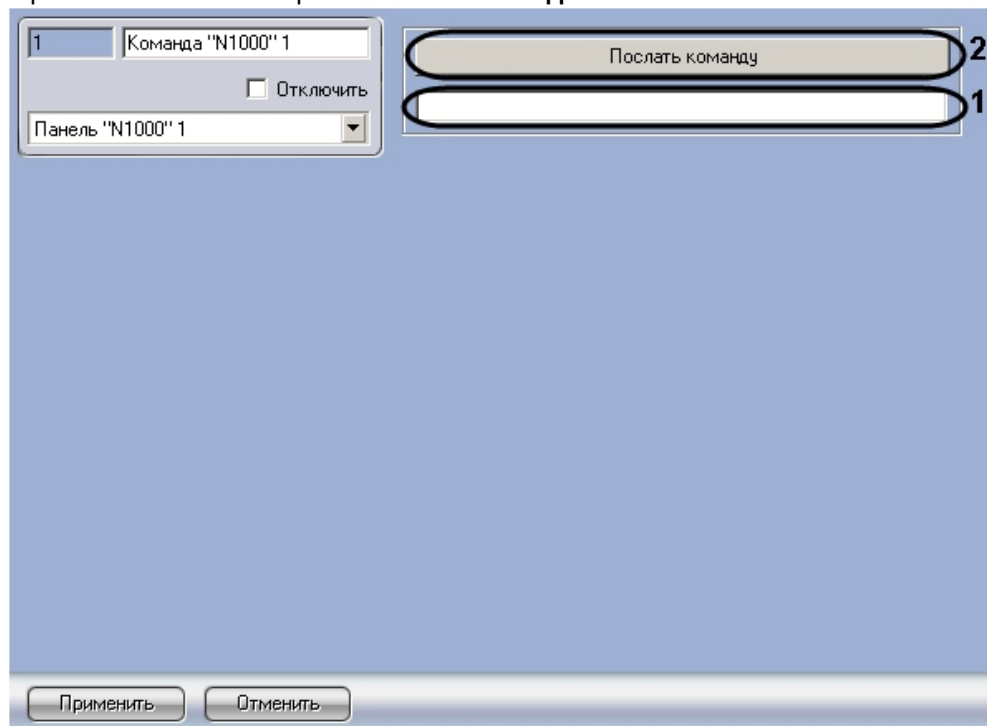 1 Команда "N1000" 1
Отключить
Панель "N1000" 1
Послать команду 2
1
Применить Отменить